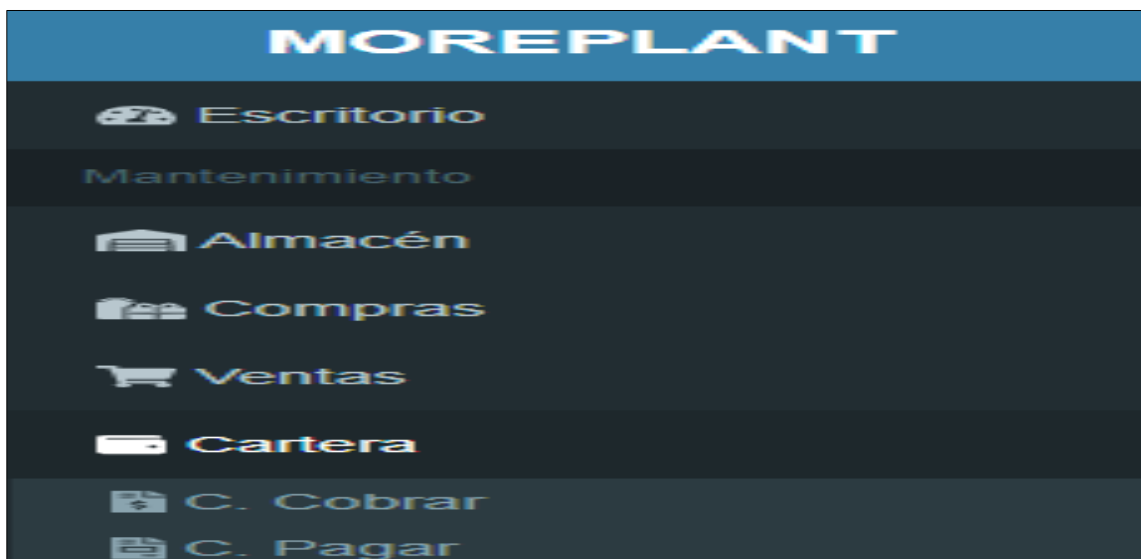 MOREPLANT
Escritorio
Mantenimiento
Almacén
Compras
Ventas
Cartera
C. Cobrar
C. Pagar